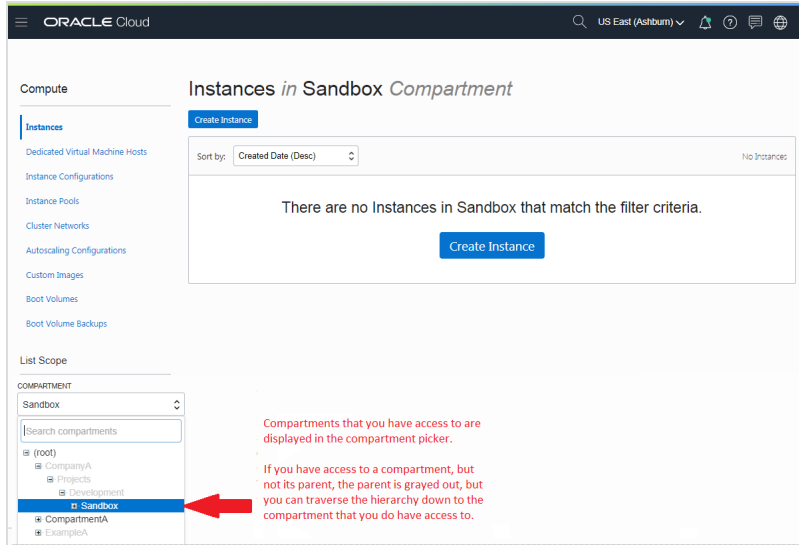 ORACLE Cloud
US East (Ashburn)
Compute
Instances
Dedicated Virtual Machine Hosts
Instance Configurations
Instance Pools
Cluster Networks
Autoscaling Configurations
Custom Images
Boot Volumes
Boot Volume Backups
List Scope
COMPARTMENT
Sandbox
Search compartments
(root)
CompanyA
Projects
Development
Sandbox
CompartmentA
ExampleA
Instances in Sandbox Compartment
Create Instance
Sort by: Created Date (Desc)
No Instances
There are no Instances in Sandbox that match the filter criteria.
Create Instance
Compartments that you have access to are
displayed in the compartment picker.
If you have access to a compartment, but
not its parent, the parent is grayed out, but
you can traverse the hierarchy down to the
compartment that you do have access to.